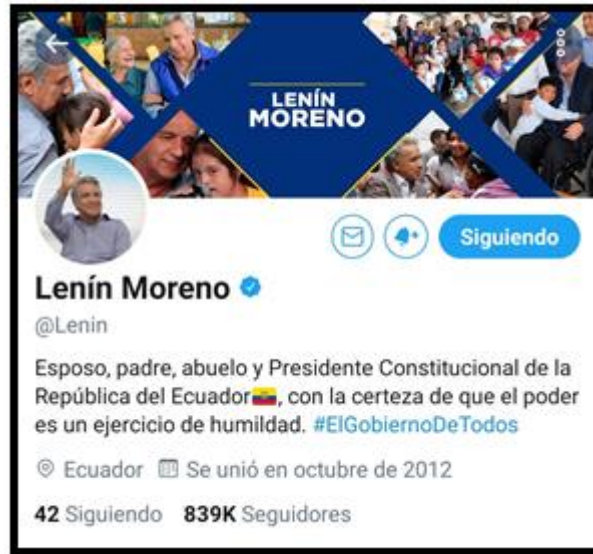 LENÍN
MORENO
Siguiendo
Lenín Moreno
@Lenin
Esposo, padre, abuelo y Presidente Constitucional de la
República del Ecuador🇪🇨, con la certeza de que el poder
es un ejercicio de humildad. #ElGobiernoDeTodos
Ecuador Se unió en octubre de 2012
42 Siguiendo 839K Seguidores